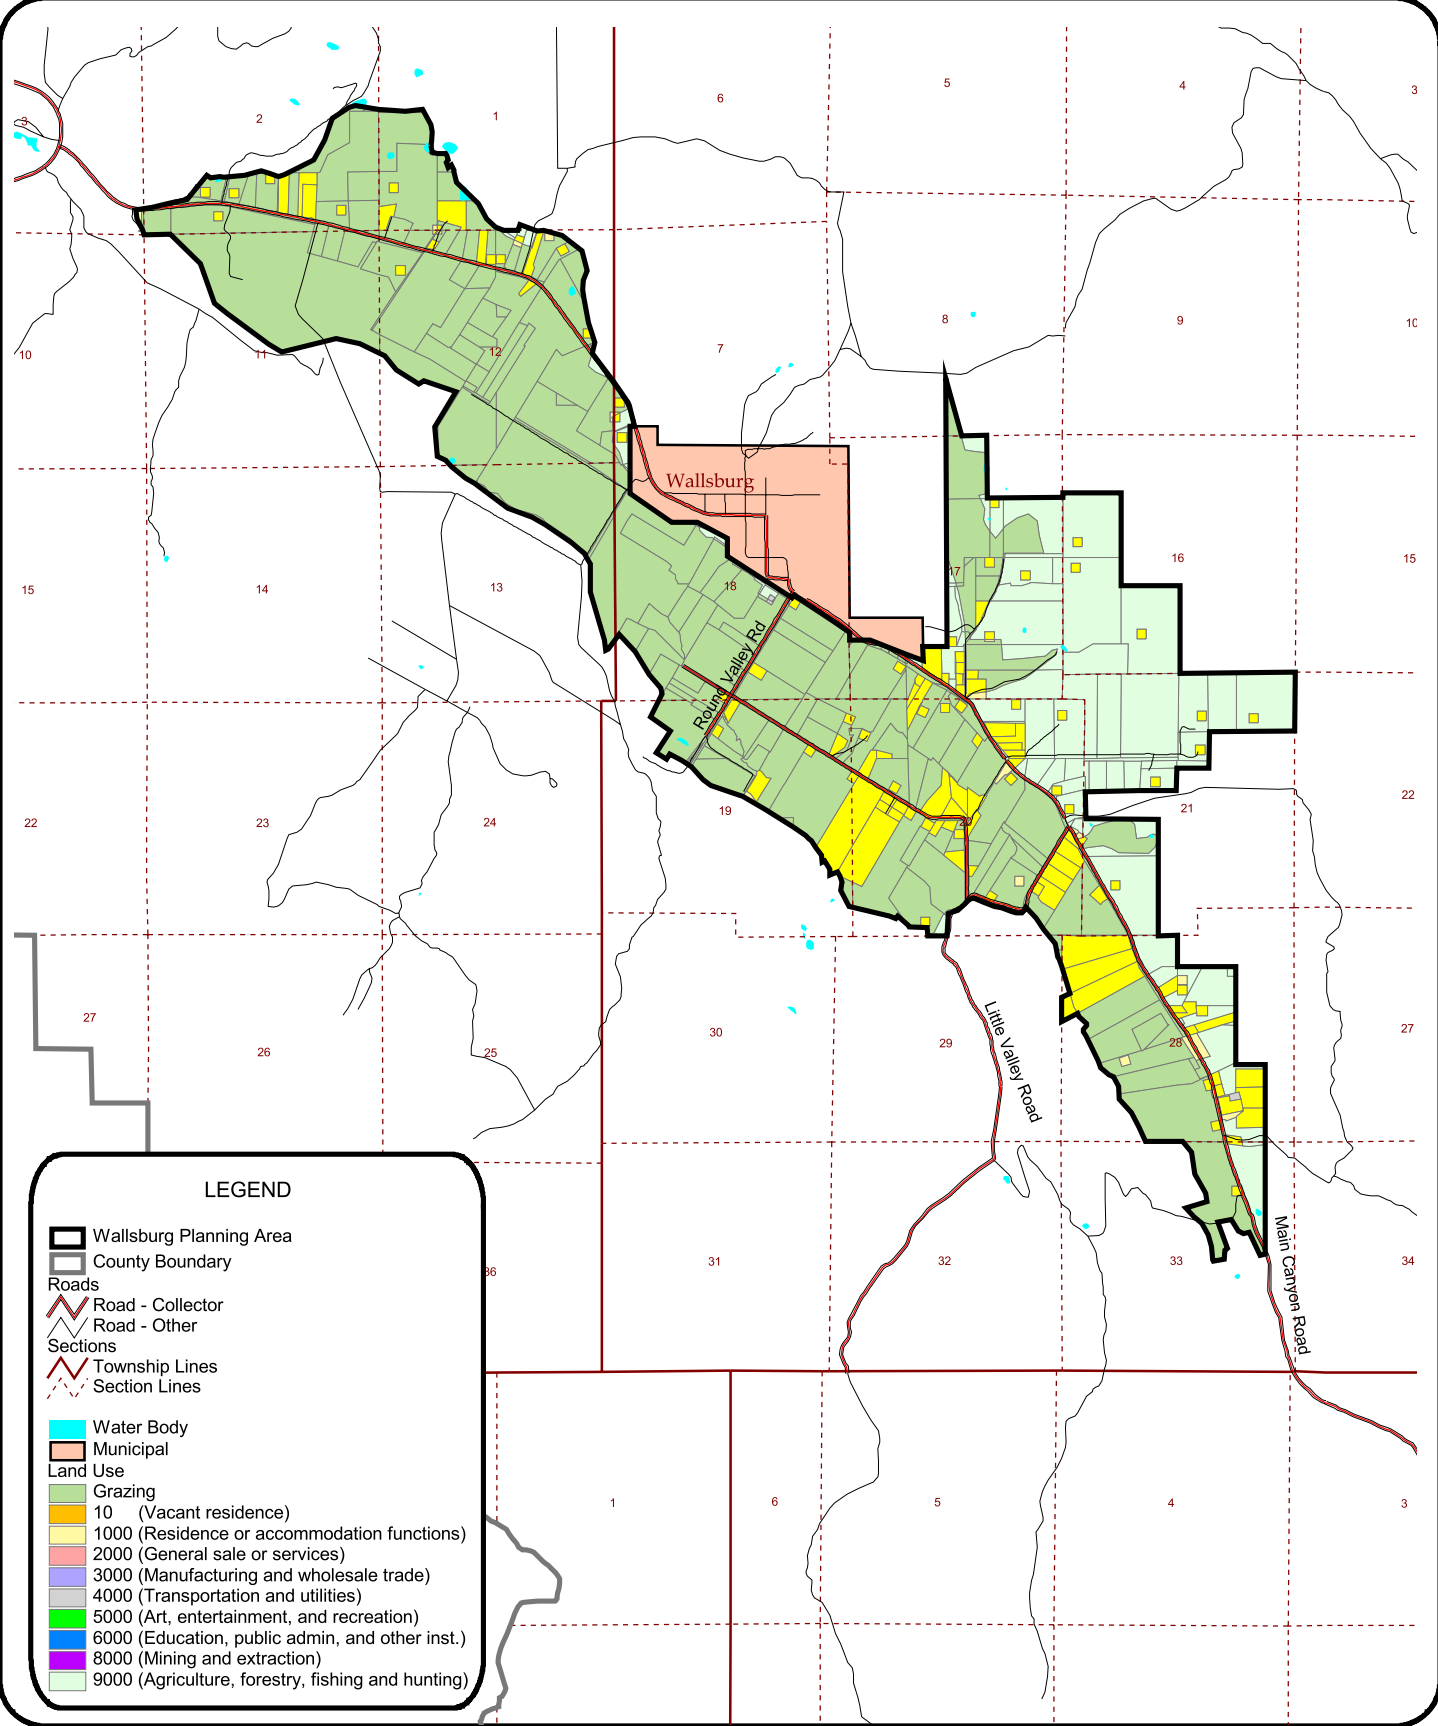 5
4
3
6
1
2
3
8
9
10
7
12
11
10
Wallsburg
17
16
15
18
13
14
15
Round Valley Rd
19
20
21
22
24
23
22
27
30
29
28
27
26
25
Little Valley Road
Main Canyon Road
36
31
32
33
34
1
6
5
4
3
LEGEND
Wallsburg Planning Area
County Boundary
Roads
Road - Collector
Road - Other
Sections
Township Lines
Section Lines
Water Body
Municipal
Land Use
Grazing
10 (Vacant residence)
1000 (Residence or accommodation functions)
2000 (General sale or services)
3000 (Manufacturing and wholesale trade)
4000 (Transportation and utilities)
5000 (Art, entertainment, and recreation)
6000 (Education, public admin, and other inst.)
8000 (Mining and extraction)
9000 (Agriculture, forestry, fishing and hunting)